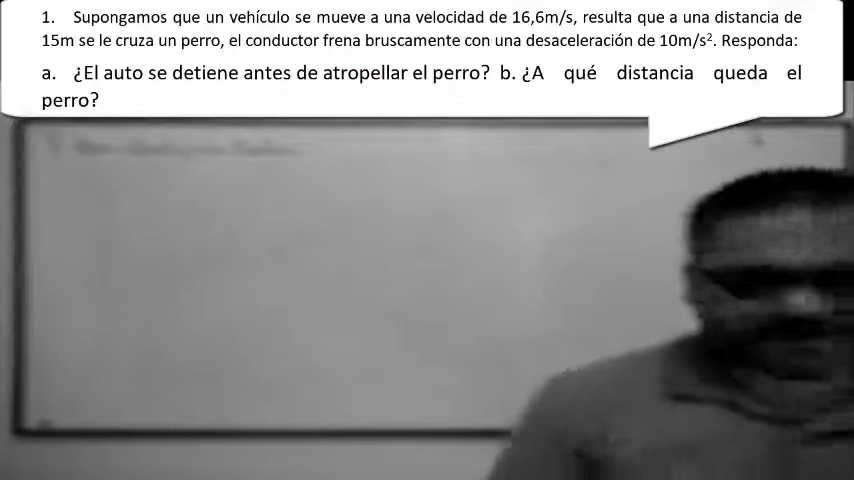 1. Supongamos que un vehículo se mueve a una velocidad de 16,6m/s, resulta que a una distancia de
15m se le cruza un perro, el conductor frena bruscamente con una desaceleración de 10m/s². Responda:
a. ¿El auto se detiene antes de atropellar el perro? b. ¿A qué distancia queda el
perro?